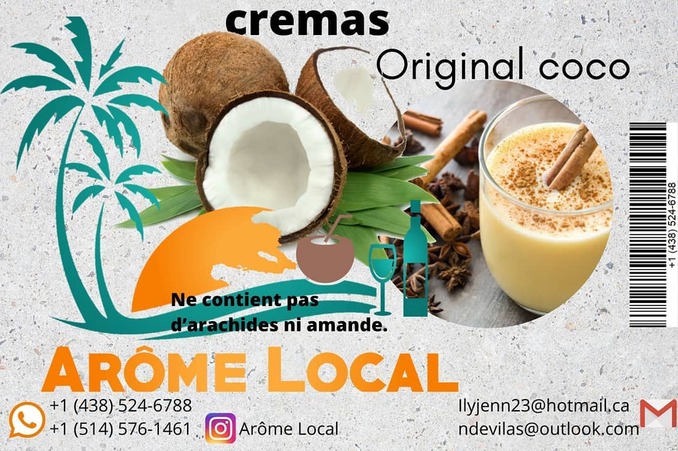 cremas
Original coco
+1 (438) 524-6788
Ne contient pas
d’arachides ni amande.
ARÔME LOCAL
+1 (438) 524-6788
+1 (514) 576-1461
Arôme Local
llyjenn23@hotmail.ca
ndevilas@outlook.com